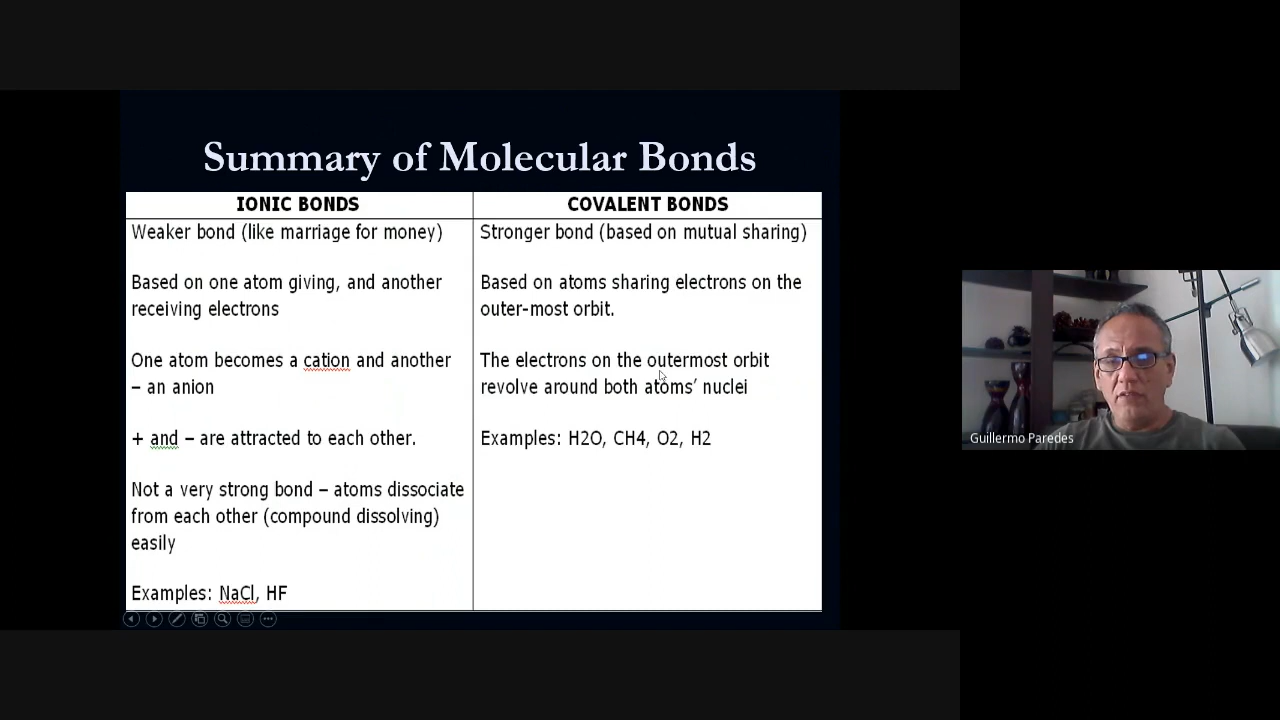 Summary of Molecular Bonds
IONIC BONDS
Weaker bond (like marriage for money)
Based on one atom giving, and another
receiving electrons
One atom becomes a cation and another
– an anion
+ and – are attracted to each other.
Not a very strong bond – atoms dissociate
from each other (compound dissolving)
easily
Examples: NaCl, HF
COVALENT BONDS
Stronger bond (based on mutual sharing)
Based on atoms sharing electrons on the
outer-most orbit.
The electrons on the outermost orbit
revolve around both atoms’ nuclei
Examples: H2O, CH4, O2, H2
Guillermo Paredes